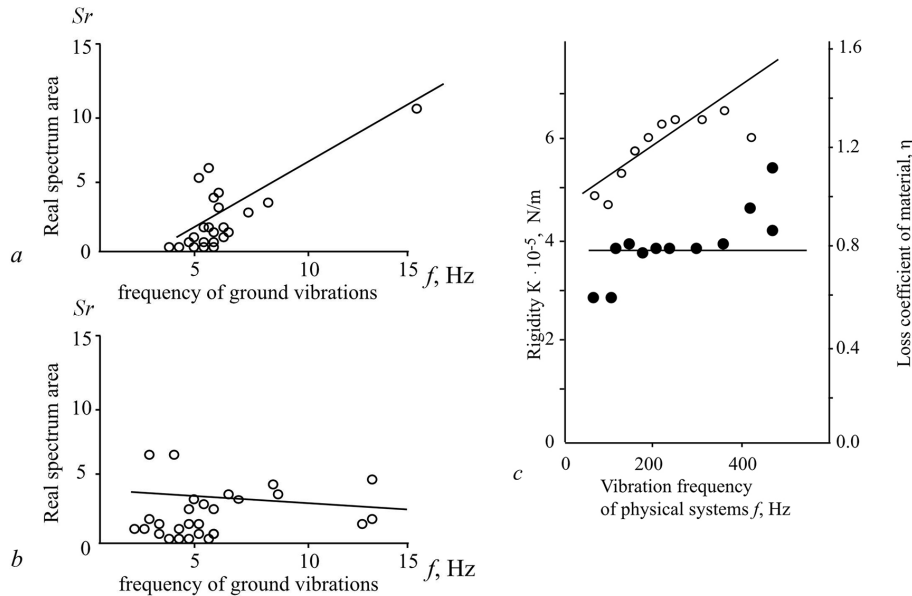 Sr
15
10
5
0
Real spectrum area
5
10
15
f, Hz
frequency of ground vibrations
a
Sr
15
10
5
0
Real spectrum area
5
10
15
f, Hz
frequency of ground vibrations
b
6
4
2
0
Rigidity K · 10-5, N/m
1.6
1.2
0.8
0.4
0.0
Loss coefficient of material, η
0
200
400
c
Vibration frequency
of physical systems f, Hz